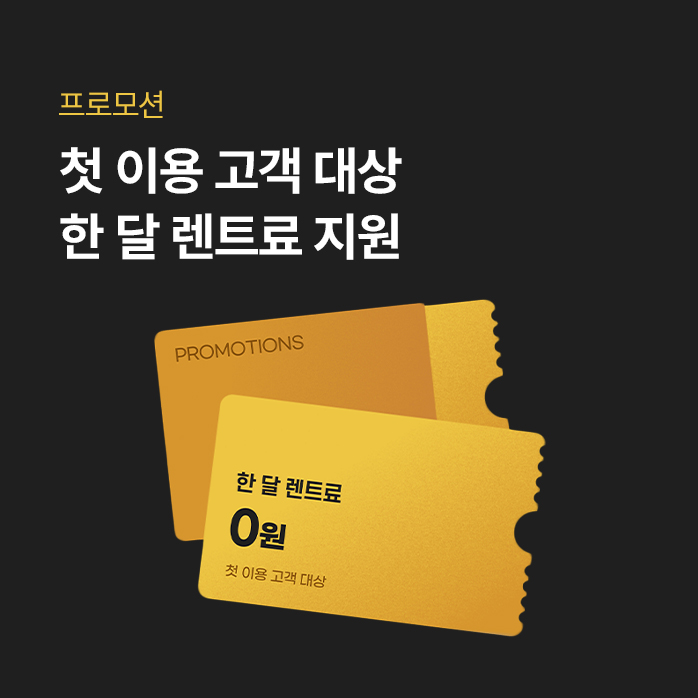 프로모션
첫 이용 고객 대상
한 달 렌트료 지원
PROMOTIONS
한 달 렌트료
0원
첫 이용 고객 대상